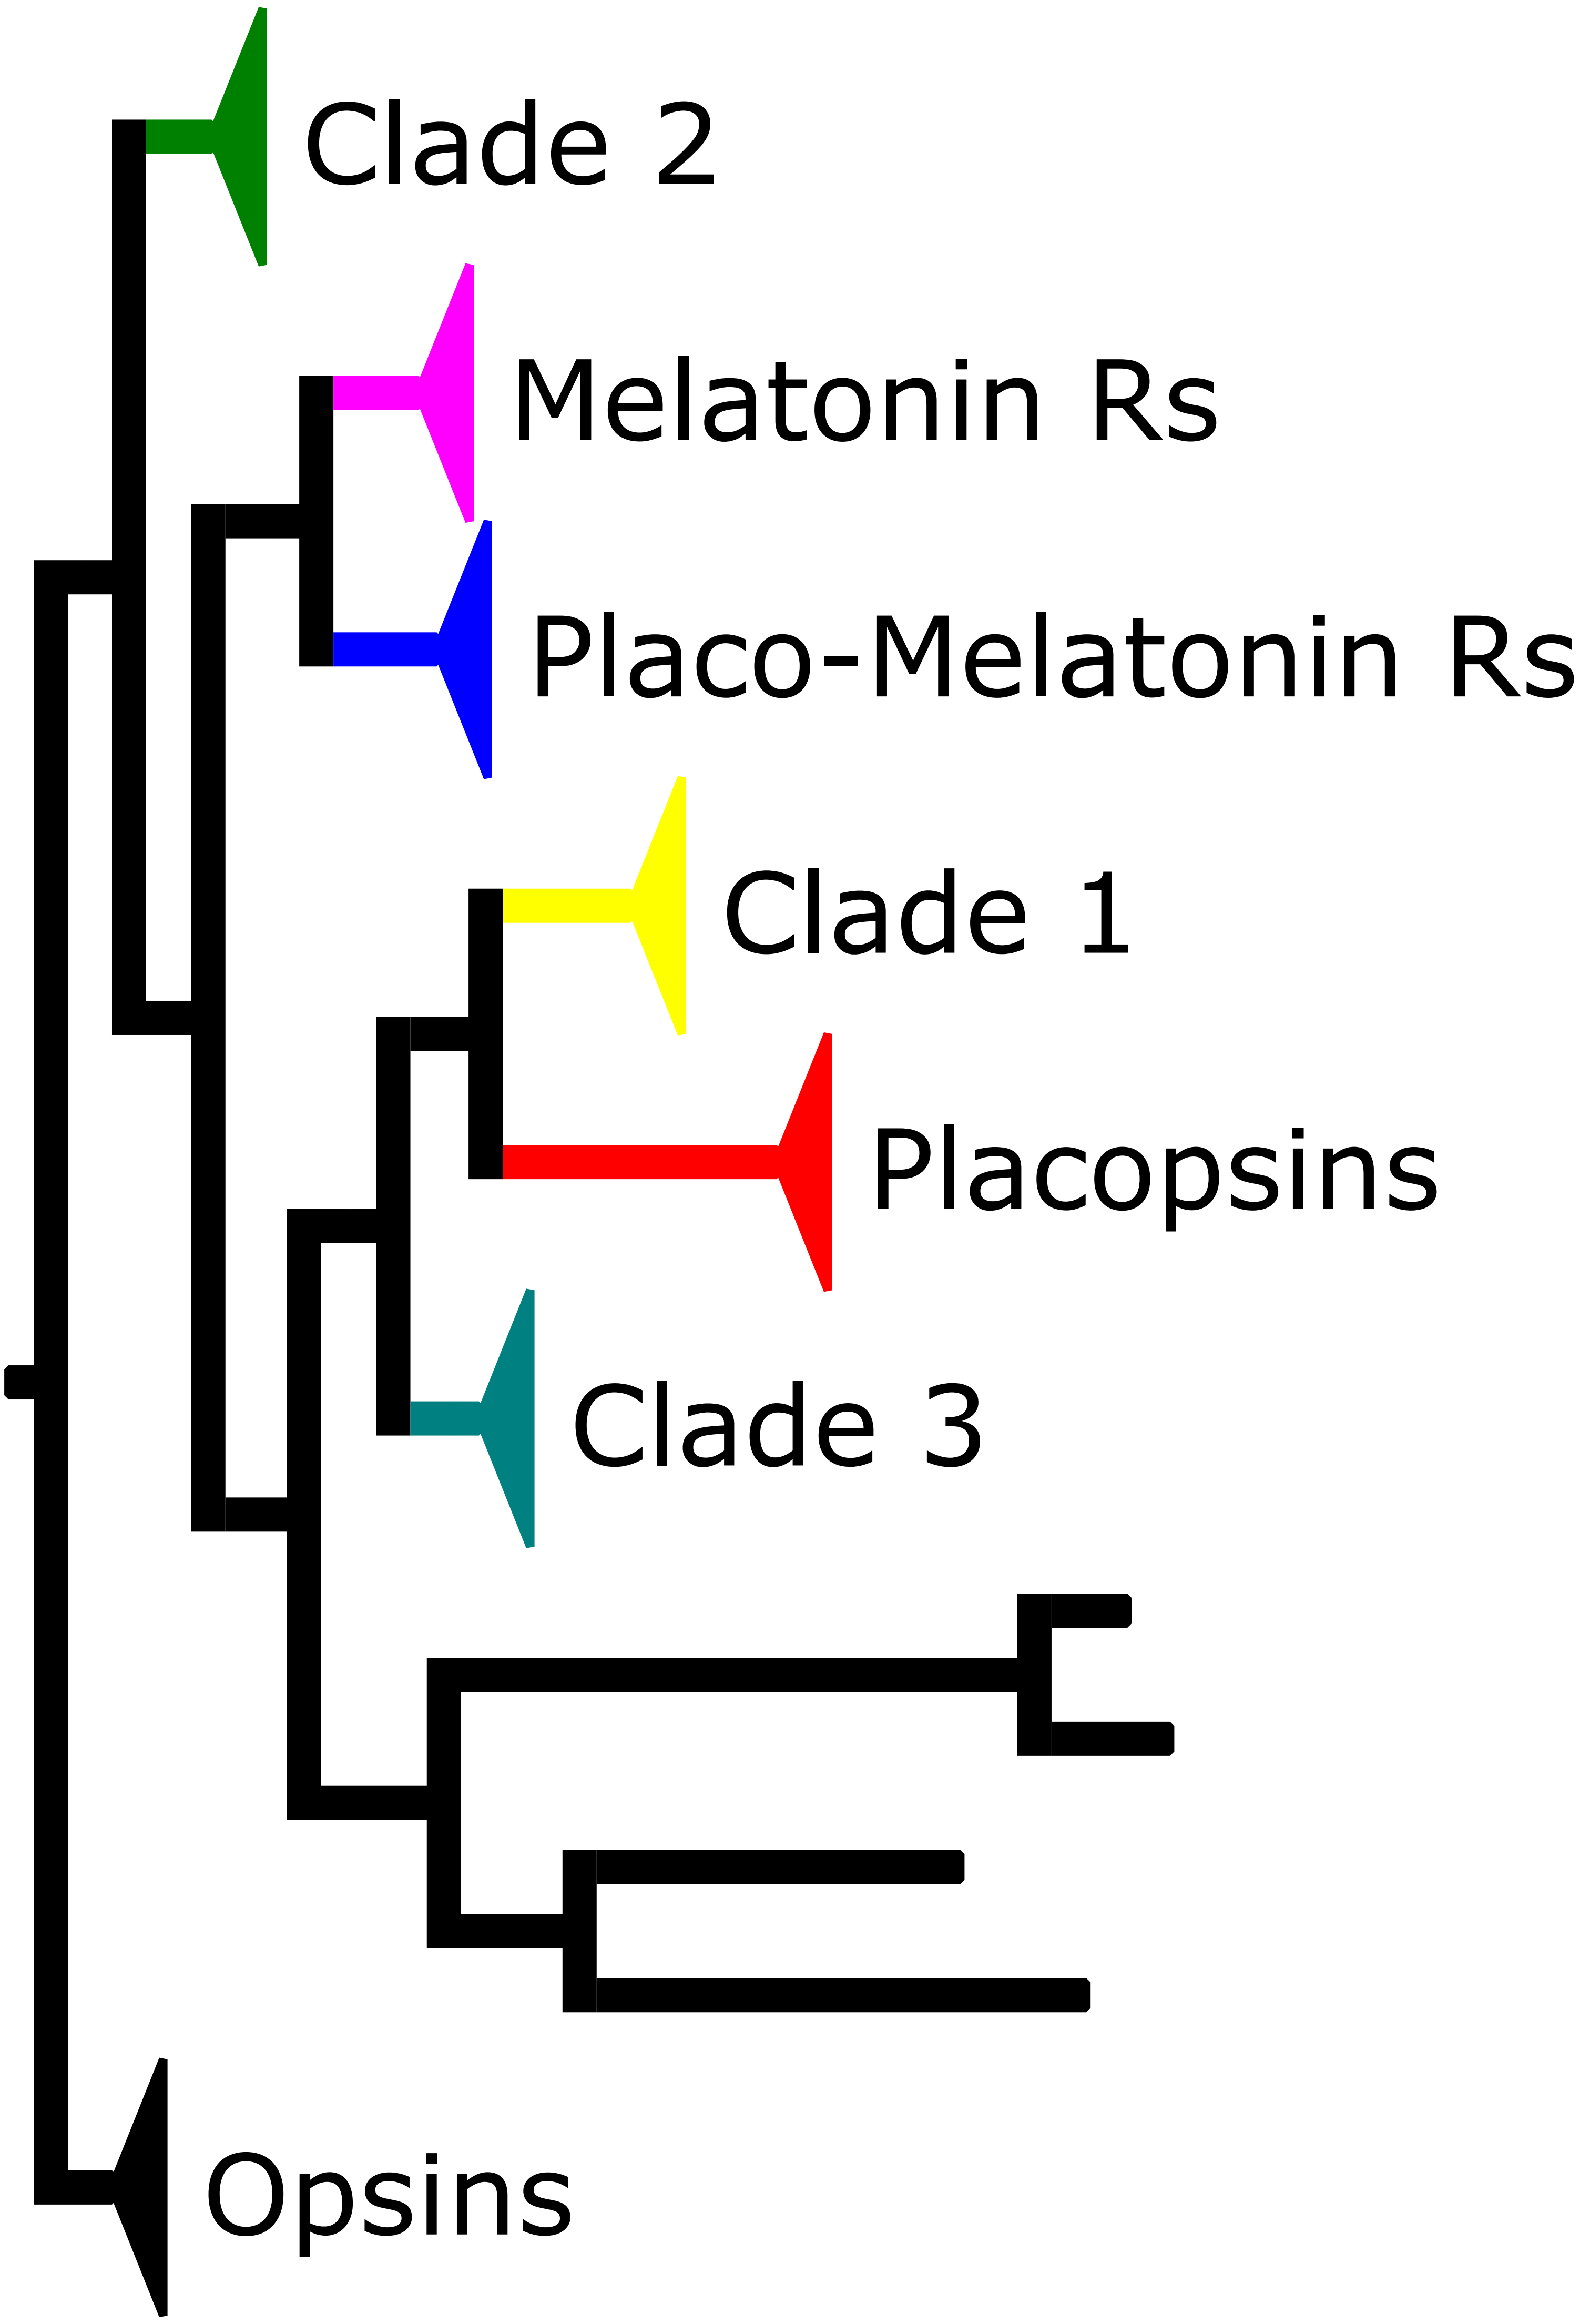 Clade 2
Melatonin Rs
Placo-Melatonin Rs
Clade 1
Placopsins
Clade 3
Opsins